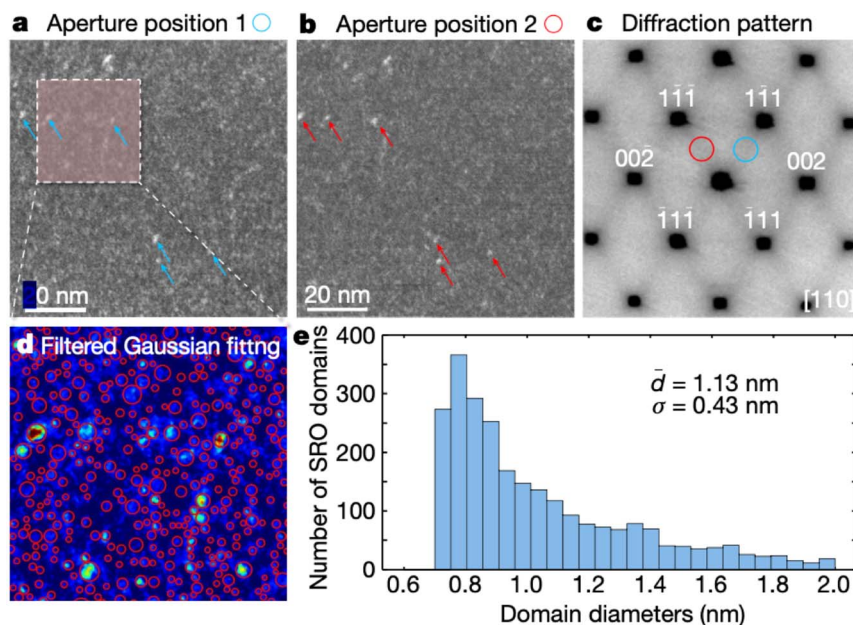 a Aperture position 1
b Aperture position 2
c Diffraction pattern
11̄1̄ 11̄1
002̄ 002
1̄11̄ 1̄11
0 nm
20 nm
[110]
d Filtered Gaussian fittng
e
400
300
200
100
0
Number of SRO domains
d̄ = 1.13 nm
σ = 0.43 nm
0.6 0.8 1.0 1.2 1.4 1.6 1.8 2.0
Domain diameters (nm)